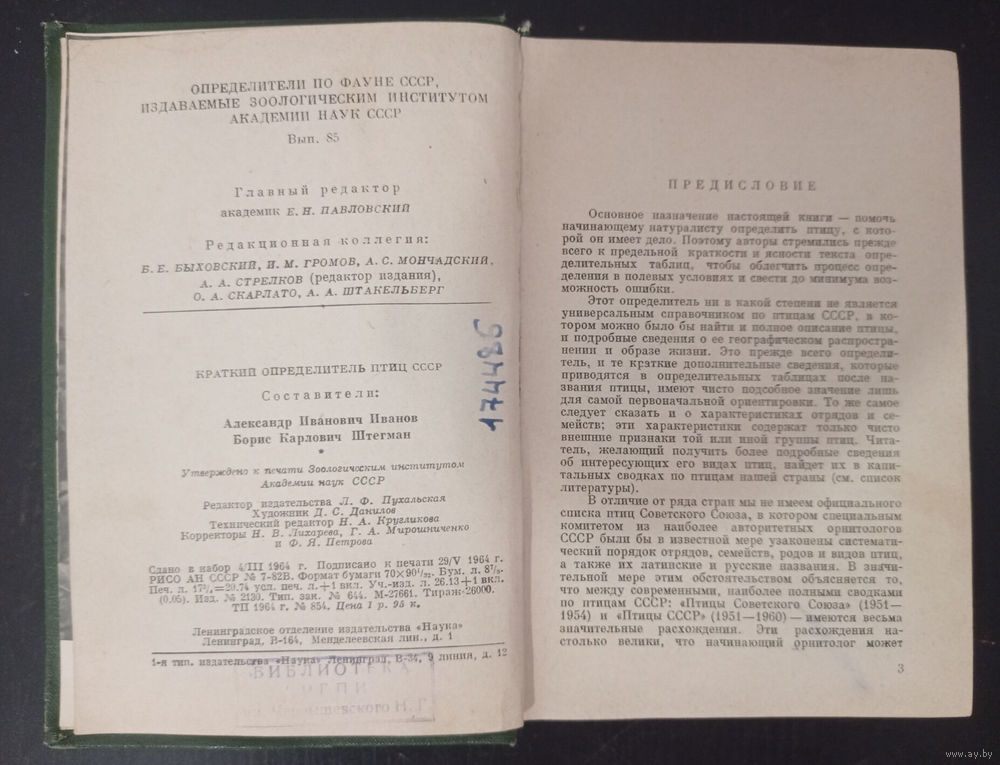 ОПРЕДЕЛИТЕЛИ ПО ФАУНЕ СССР,
ИЗДАВАЕМЫЕ ЗООЛОГИЧЕСКИМ ИНСТИТУТОМ
АКАДЕМИИ НАУК СССР
Вып. 85
Главный редактор
академик Е. Н. ПАВЛОВСКИЙ
Редакционная коллегия:
Б. Е. БЫХОВСКИЙ, И. М. ГРОМОВ, А. С. МОНЧАДСКИЙ,
А. А. СТРЕЛКОВ (редактор издания),
О. А. СКАРЛАТО, А. А. ШТАКЕЛЬБЕРГ
КРАТКИЙ ОПРЕДЕЛИТЕЛЬ ПТИЦ СССР
Составители:
Александр Иванович Иванов
Борис Карлович Штегман
*
Утверждено к печати Зоологическим институтом
Академии наук СССР
Редактор издательства Л. Ф. Пухальская
Художник Д. С. Данилов
Технический редактор Н. А. Кругликова
Корректоры Н. В. Лихарева, Г. А. Мирошниченко
и Ф. Я. Петрова
Сдано в набор 4/III 1964 г. Подписано к печати 29/V 1964 г.
РИСО АН СССР № 7-82В. Формат бумаги 70×90¹/₃₂. Бум. л. 8⁷/₈.
Печ. л. 17³/₄=20.74 усл. печ. л.+1 вкл. Уч.-изд. л. 26.13+1 вкл.
(0.05). Изд. № 2130. Тип. зак. № 644. М-27661. Тираж 26000.
ТП 1964 г. № 854. Цена 1 р. 95 к.
Ленинградское отделение издательства «Наука»
Ленинград, В-164, Менделеевская лин., д. 1
1-я тип. издательства «Наука» Ленинград, В-34, 9 линия, д. 12
БИБЛИОТЕКА
Чернышевского Н. Г.
ПРЕДИСЛОВИЕ
Основное назначение настоящей книги — помочь
начинающему натуралисту определить птицу, с кото-
рой он имеет дело. Поэтому авторы стремились прежде
всего к предельной краткости и ясности текста опре-
делительных таблиц, чтобы облегчить процесс опре-
деления в полевых условиях и свести до минимума воз-
можность ошибки.
Этот определитель ни в какой степени не является
универсальным справочником по птицам СССР, в ко-
тором можно было бы найти и полное описание птицы,
и подробные сведения о ее географическом распростра-
нении и образе жизни. Это прежде всего определи-
тель, и те краткие дополнительные сведения, которые
приводятся в определительных таблицах после на-
звания птицы, имеют чисто подсобное значение лишь
для самой первоначальной ориентировки. То же самое
следует сказать и о характеристиках отрядов и се-
мейств; эти характеристики содержат только чисто
внешние признаки той или иной группы птиц. Чита-
тель, желающий получить более подробные сведения
об интересующих его видах птиц, найдет их в капи-
тальных сводках по птицам нашей страны (см. список
литературы).
В отличие от ряда стран мы не имеем официального
списка птиц Советского Союза, в котором специальным
комитетом из наиболее авторитетных орнитологов
СССР были бы в известной мере узаконены системати-
ческий порядок отрядов, семейств, родов и видов птиц,
а также их латинские и русские названия. В значи-
тельной мере этим обстоятельством объясняется то,
что между современными, наиболее полными сводками
по птицам СССР: «Птицы Советского Союза» (1951—
1954) и «Птицы СССР» (1951—1960) — имеются весьма
значительные расхождения. Эти расхождения на-
столько велики, что начинающий орнитолог может
3
www.ay.by